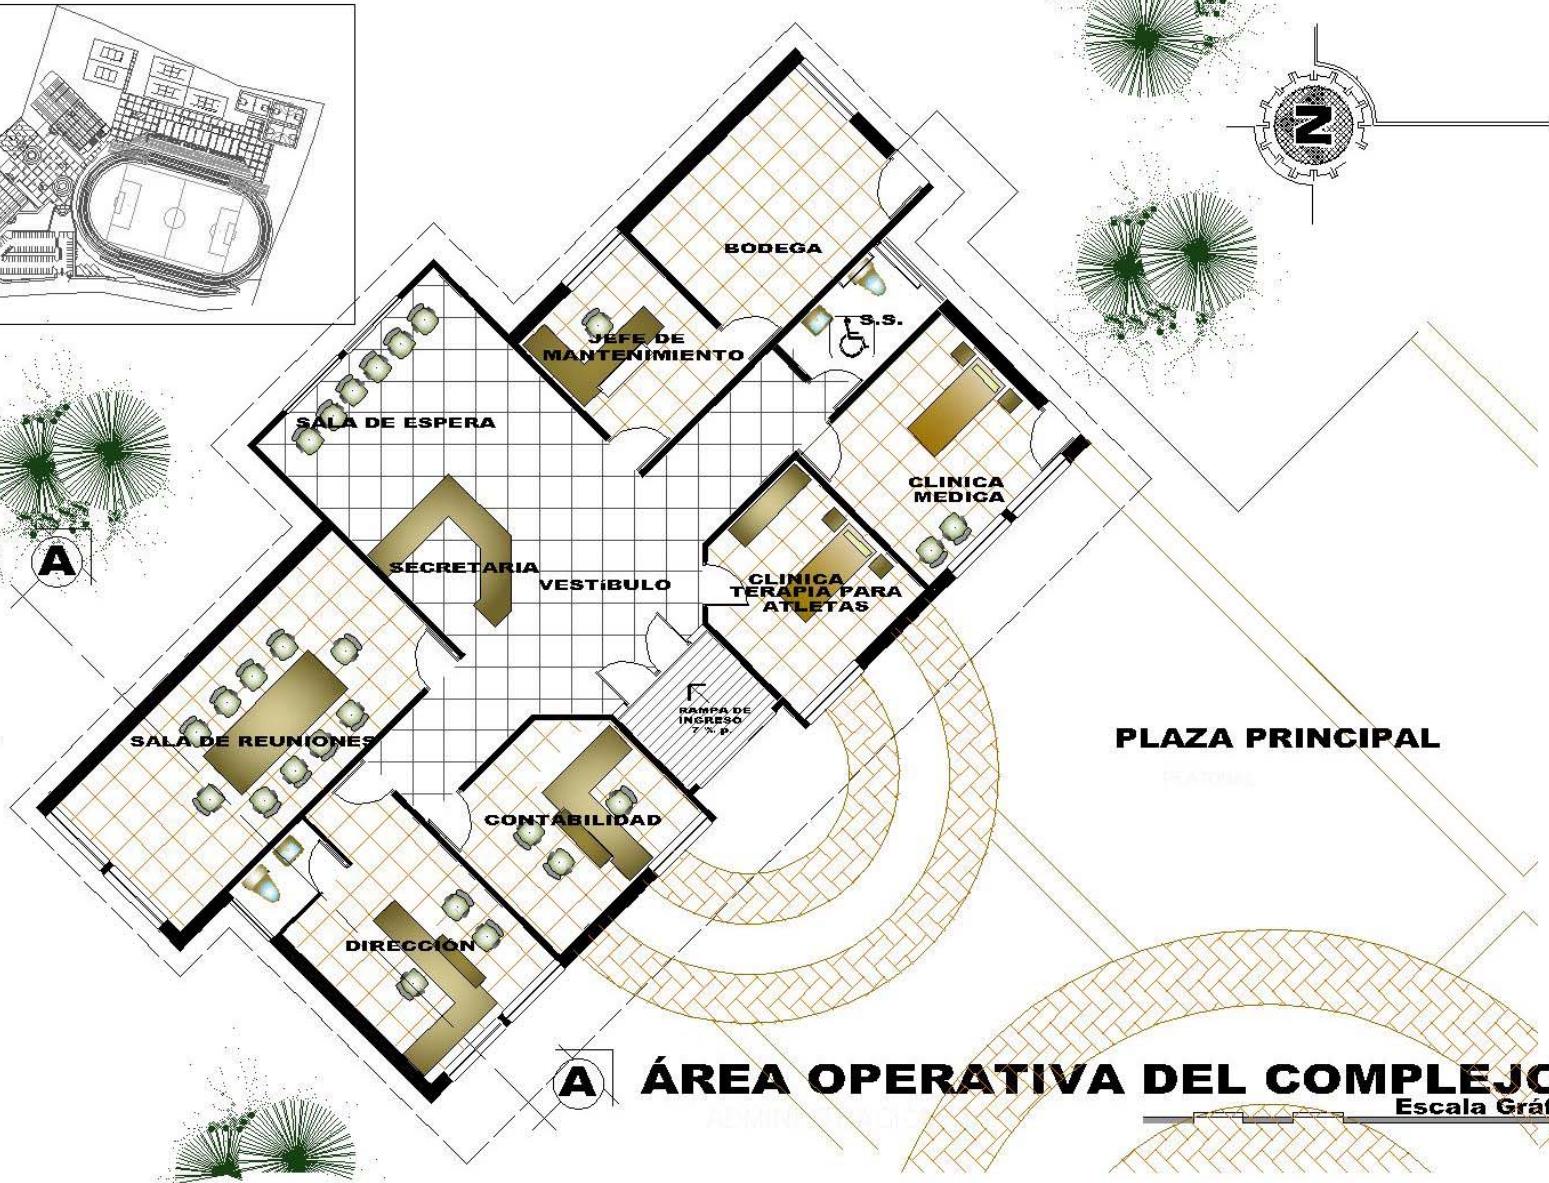 N
BODEGA
S.S.
JEFE DE
MANTENIMIENTO
SALA DE ESPERA
CLINICA
MEDICA
A
SECRETARIA
VESTíBULO
CLINICA
TERAPIA PARA
ATLETAS
RAMPA DE
INGRESO
7 % p.
SALA DE REUNIONES
PLAZA PRINCIPAL
CONTABILIDAD
DIRECCIÓN
A
ÁREA OPERATIVA DEL COMPLEJO
Escala Gráf